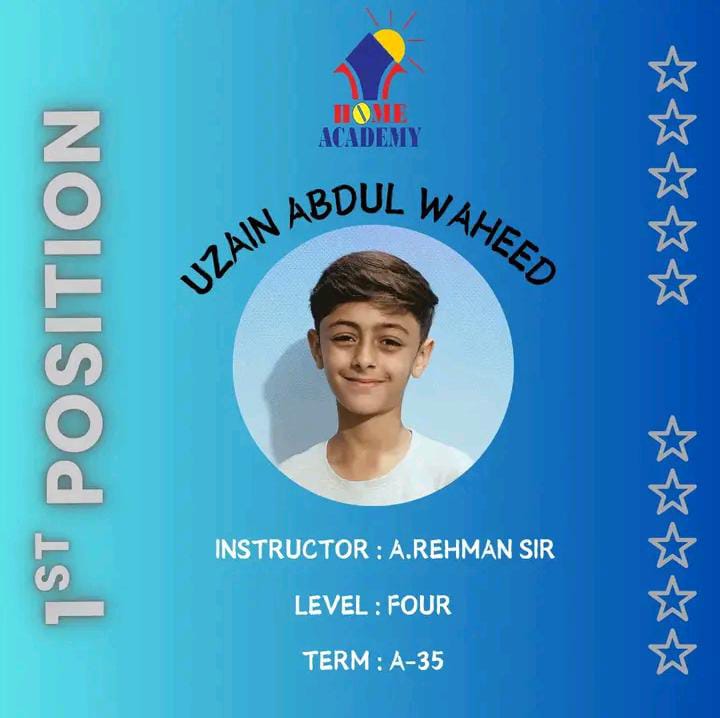 HOME
ACADEMY
UZAIN ABDUL WAHEED
1ST POSITION
INSTRUCTOR : A.REHMAN SIR
LEVEL : FOUR
TERM : A-35